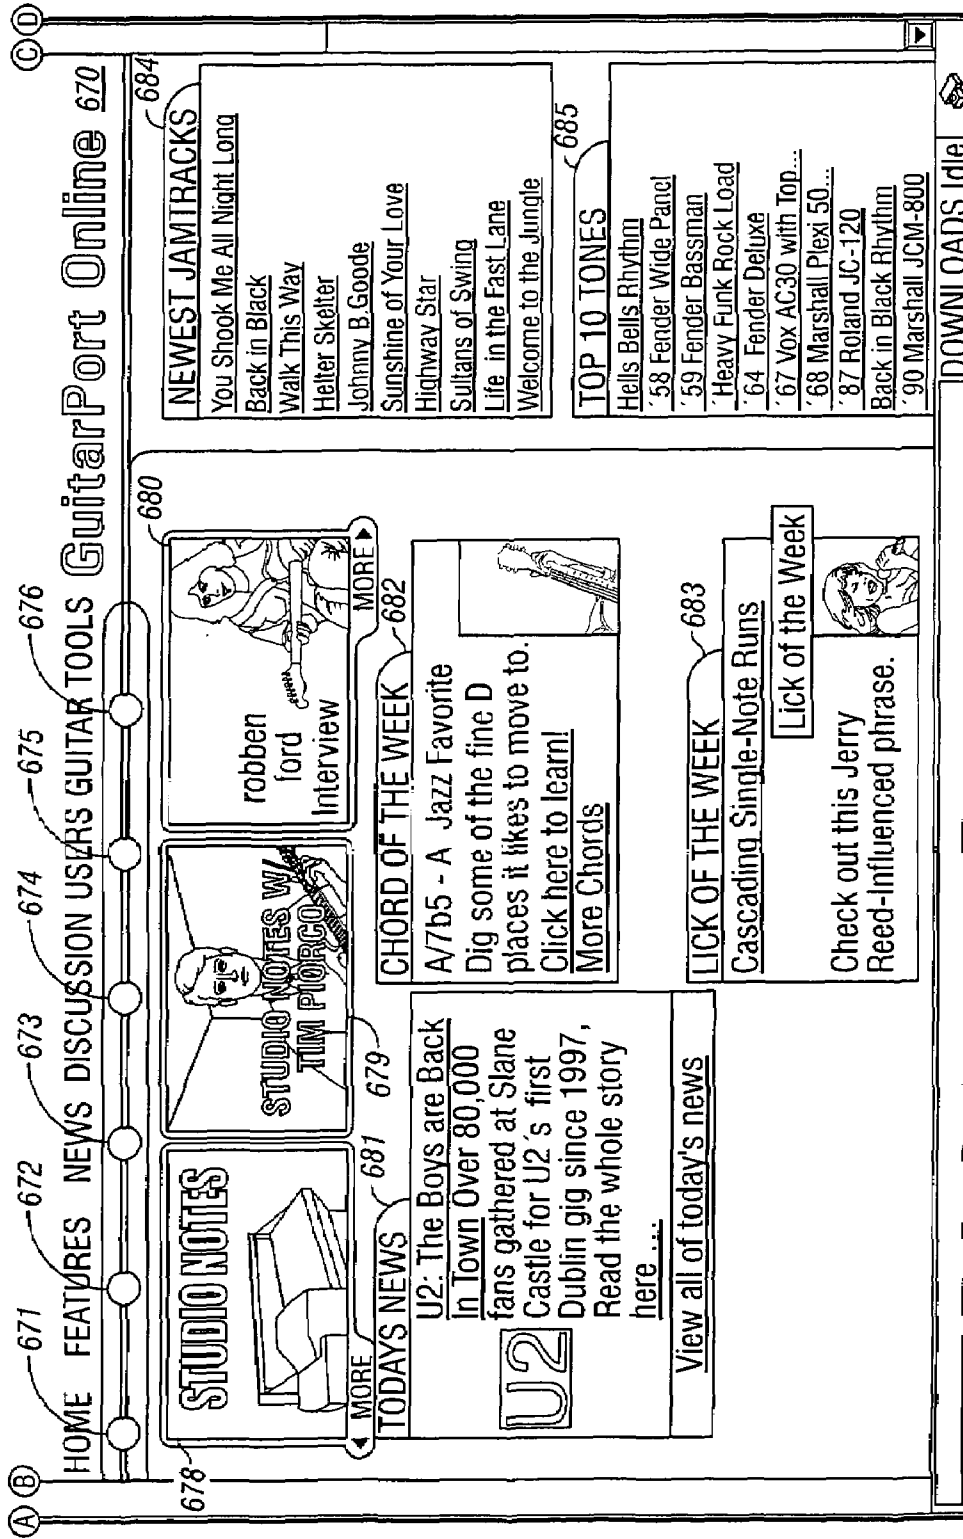 A B
C D
671 672 673 674 675 676
HOME FEATURES NEWS DISCUSSION USERS GUITAR TOOLS GuitarPort Online 670
678
STUDIO NOTES
◄ MORE
STUDIO NOTES W/
TIM PIORCO
679
680
robben
ford
Interview
MORE ►
681
TODAYS NEWS
U2
U2: The Boys are Back
In Town Over 80,000
fans gathered at Slane
Castle for U2´s first
Dublin gig since 1997,
Read the whole story
here ...
View all of today's news
682
CHORD OF THE WEEK
A/7b5 - A Jazz Favorite
Dig some of the fine D
places it likes to move to.
Click here to learn!
More Chords
683
LICK OF THE WEEK
Cascading Single-Note Runs
Lick of the Week
Check out this Jerry
Reed-Influenced phrase.
684
NEWEST JAMTRACKS
You Shook Me All Night Long
Back in Black
Walk This Way
Helter Skelter
Johnny B.Goode
Sunshine of Your Love
Highway Star
Sultans of Swing
Life in the Fast Lane
Welcome to the Jungle
685
TOP 10 TONES
Hells Bells Rhythm
´58 Fender Wide Panel
´59 Fender Bassman
´Heavy Funk Rock Load
´64 Fender Deluxe
´67 Vox AC30 with Top...
´68 Marshall Plexi 50...
´87 Roland JC-120
Back in Black Rhythm
´90 Marshall JCM-800
DOWNLOADS Idle